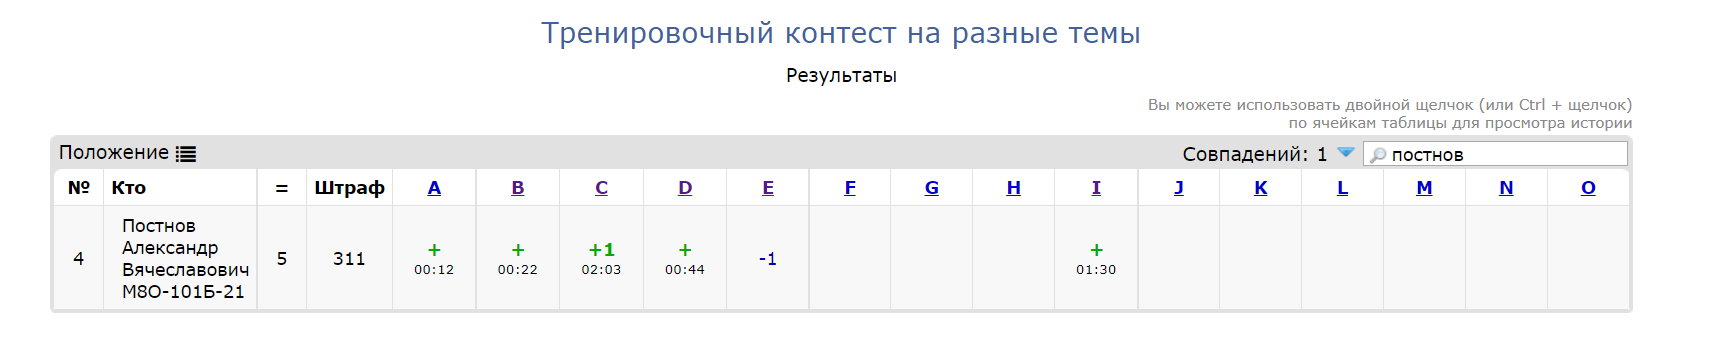 Тренировочный контест на разные темы
Результаты
Вы можете использовать двойной щелчок (или Ctrl + щелчок)
по ячейкам таблицы для просмотра истории
Положение Совпадений: 1 постнов
№ Кто = Штраф A B C D E F G H I J K L M N O
4 Постнов Александр Вячеславович М8О-101Б-21 5 311 + 00:12 + 00:22 +1 02:03 + 00:44 -1 + 01:30